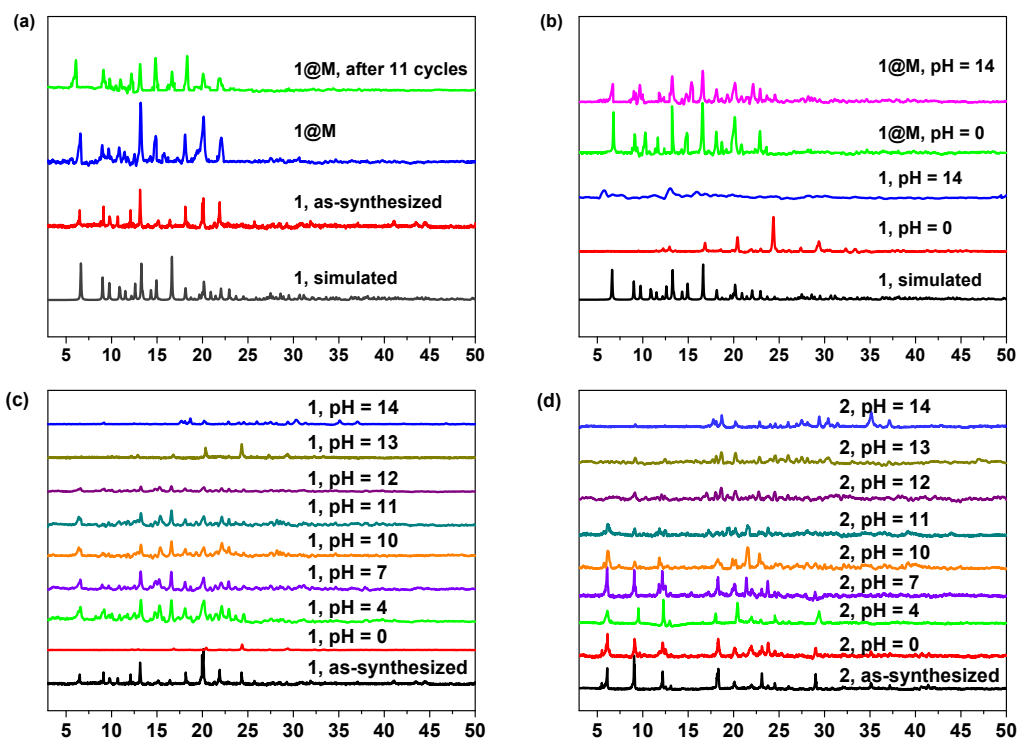 (a)
1@M, after 11 cycles
1@M
1, as-synthesized
1, simulated
5 10 15 20 25 30 35 40 45 50
(b)
1@M, pH = 14
1@M, pH = 0
1, pH = 14
1, pH = 0
1, simulated
5 10 15 20 25 30 35 40 45 50
(c)
1, pH = 14
1, pH = 13
1, pH = 12
1, pH = 11
1, pH = 10
1, pH = 7
1, pH = 4
1, pH = 0
1, as-synthesized
5 10 15 20 25 30 35 40 45 50
(d)
2, pH = 14
2, pH = 13
2, pH = 12
2, pH = 11
2, pH = 10
2, pH = 7
2, pH = 4
2, pH = 0
2, as-synthesized
5 10 15 20 25 30 35 40 45 50